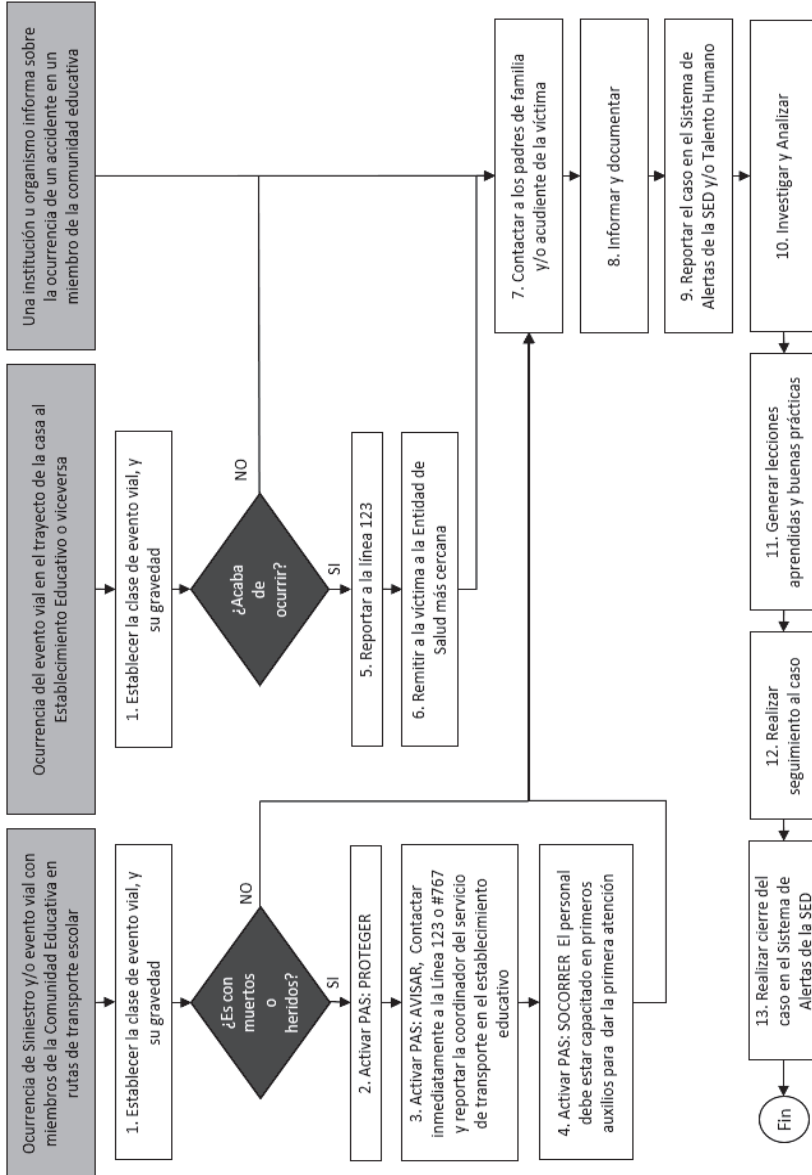 Ocurrencia de Siniestro y/o evento vial con
miembros de la Comunidad Educativa en
rutas de transporte escolar
1. Establecer la clase de evento vial, y
su gravedad
¿Es con
muertos
o
heridos?
NO
SI
2. Activar PAS: PROTEGER
3. Activar PAS: AVISAR, Contactar
inmediatamente a la Línea 123 o #767
y reportar la coordinador del servicio
de transporte en el establecimiento
educativo
4. Activar PAS: SOCORRER El personal
debe estar capacitado en primeros
auxilios para dar la primera atención
Ocurrencia del evento vial en el trayecto de la casa al
Establecimiento Educativo o viceversa
1. Establecer la clase de evento vial, y
su gravedad
¿Acaba
de
ocurrir?
NO
SI
5. Reportar a la línea 123
6. Remitir a la víctima a la Entidad de
Salud más cercana
Una institución u organismo informa sobre
la ocurrencia de un accidente en un
miembro de la comunidad educativa
7. Contactar a los padres de familia
y/o acudiente de la víctima
8. Informar y documentar
9. Reportar el caso en el Sistema de
Alertas de la SED y/o Talento Humano
10. Investigar y Analizar
11. Generar lecciones
aprendidas y buenas prácticas
12. Realizar
seguimiento al caso
13. Realizar cierre del
caso en el Sistema de
Alertas de la SED
Fin